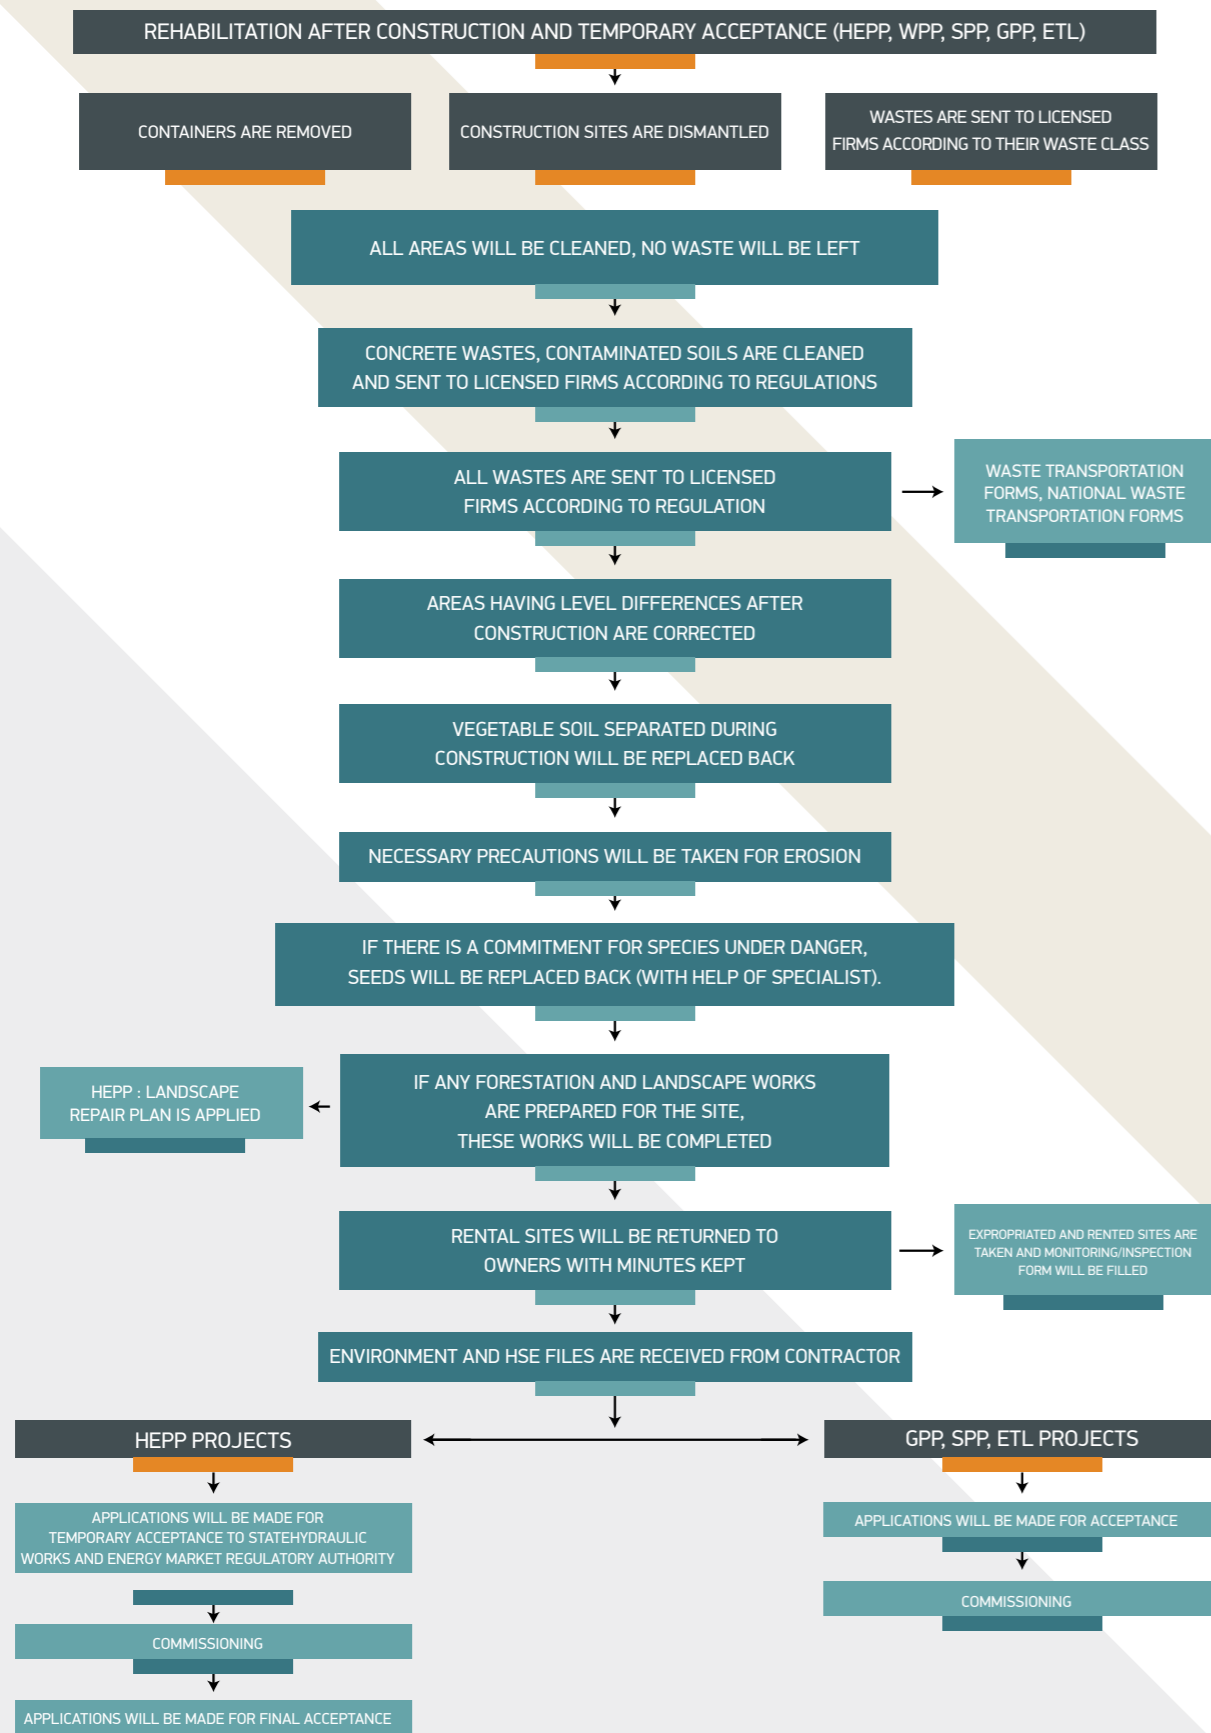 REHABILITATION AFTER CONSTRUCTION AND TEMPORARY ACCEPTANCE (HEPP, WPP, SPP, GPP, ETL)
CONTAINERS ARE REMOVED
CONSTRUCTION SITES ARE DISMANTLED
WASTES ARE SENT TO LICENSED
FIRMS ACCORDING TO THEIR WASTE CLASS
ALL AREAS WILL BE CLEANED, NO WASTE WILL BE LEFT
CONCRETE WASTES, CONTAMINATED SOILS ARE CLEANED
AND SENT TO LICENSED FIRMS ACCORDING TO REGULATIONS
ALL WASTES ARE SENT TO LICENSED
FIRMS ACCORDING TO REGULATION
WASTE TRANSPORTATION
FORMS, NATIONAL WASTE
TRANSPORTATION FORMS
AREAS HAVING LEVEL DIFFERENCES AFTER
CONSTRUCTION ARE CORRECTED
VEGETABLE SOIL SEPARATED DURING
CONSTRUCTION WILL BE REPLACED BACK
NECESSARY PRECAUTIONS WILL BE TAKEN FOR EROSION
IF THERE IS A COMMITMENT FOR SPECIES UNDER DANGER,
SEEDS WILL BE REPLACED BACK (WITH HELP OF SPECIALIST).
IF ANY FORESTATION AND LANDSCAPE WORKS
ARE PREPARED FOR THE SITE,
THESE WORKS WILL BE COMPLETED
HEPP : LANDSCAPE
REPAIR PLAN IS APPLIED
RENTAL SITES WILL BE RETURNED TO
OWNERS WITH MINUTES KEPT
EXPROPRIATED AND RENTED SITES ARE
TAKEN AND MONITORING/INSPECTION
FORM WILL BE FILLED
ENVIRONMENT AND HSE FILES ARE RECEIVED FROM CONTRACTOR
HEPP PROJECTS
APPLICATIONS WILL BE MADE FOR
TEMPORARY ACCEPTANCE TO STATEHYDRAULIC
WORKS AND ENERGY MARKET REGULATORY AUTHORITY
COMMISSIONING
APPLICATIONS WILL BE MADE FOR FINAL ACCEPTANCE
GPP, SPP, ETL PROJECTS
APPLICATIONS WILL BE MADE FOR ACCEPTANCE
COMMISSIONING